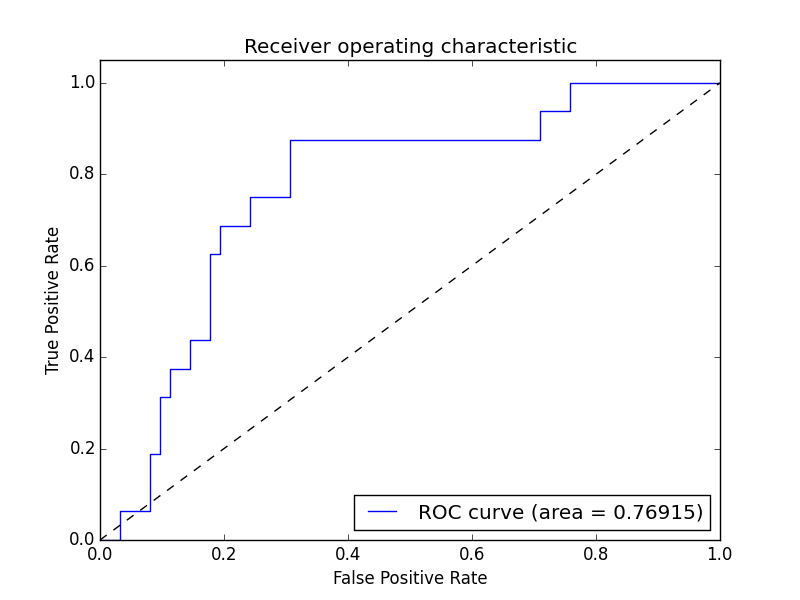 Receiver operating characteristic
1.0
0.8
0.6
0.4
0.2
0.0
True Positive Rate
ROC curve (area = 0.76915)
0.0 0.2 0.4 0.6 0.8 1.0
False Positive Rate